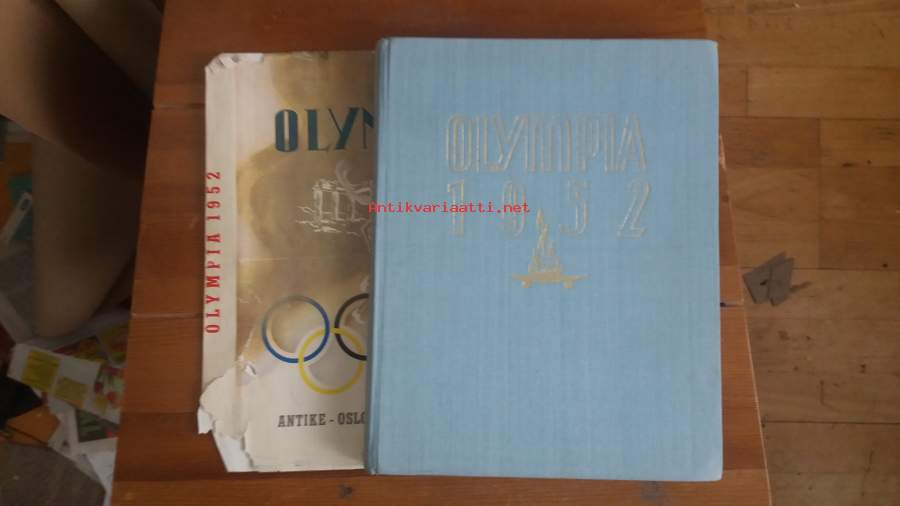 OLYMPIA 1952
OLYM
ANTIKE - OSLO
OLYMPIA
1952
Antikvariaatti.net